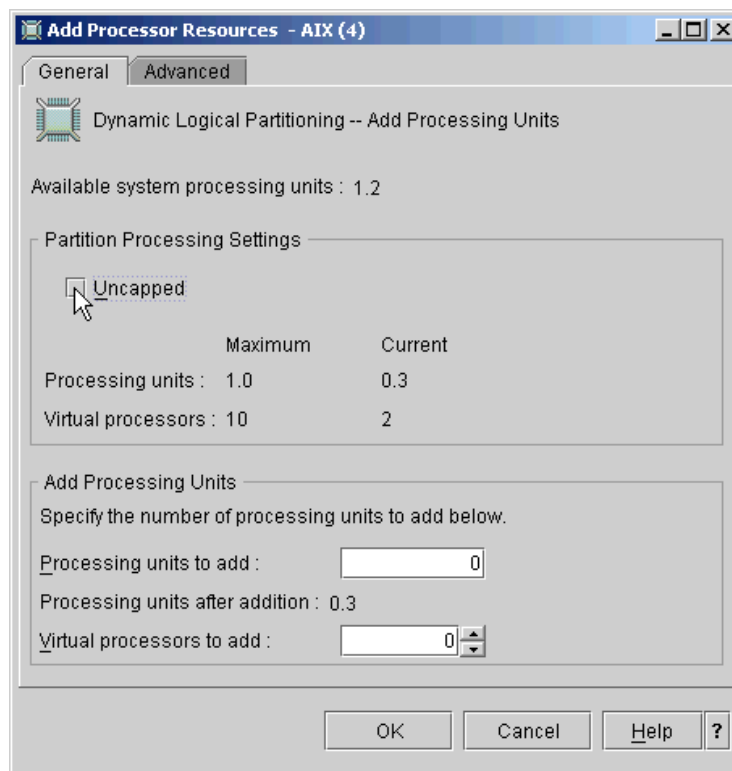 Add Processor Resources - AIX (4)
General Advanced
Dynamic Logical Partitioning -- Add Processing Units
Available system processing units : 1.2
Partition Processing Settings
Uncapped
Maximum Current
Processing units : 1.0 0.3
Virtual processors : 10 2
Add Processing Units
Specify the number of processing units to add below.
Processing units to add : 0
Processing units after addition : 0.3
Virtual processors to add : 0
OK Cancel Help ?